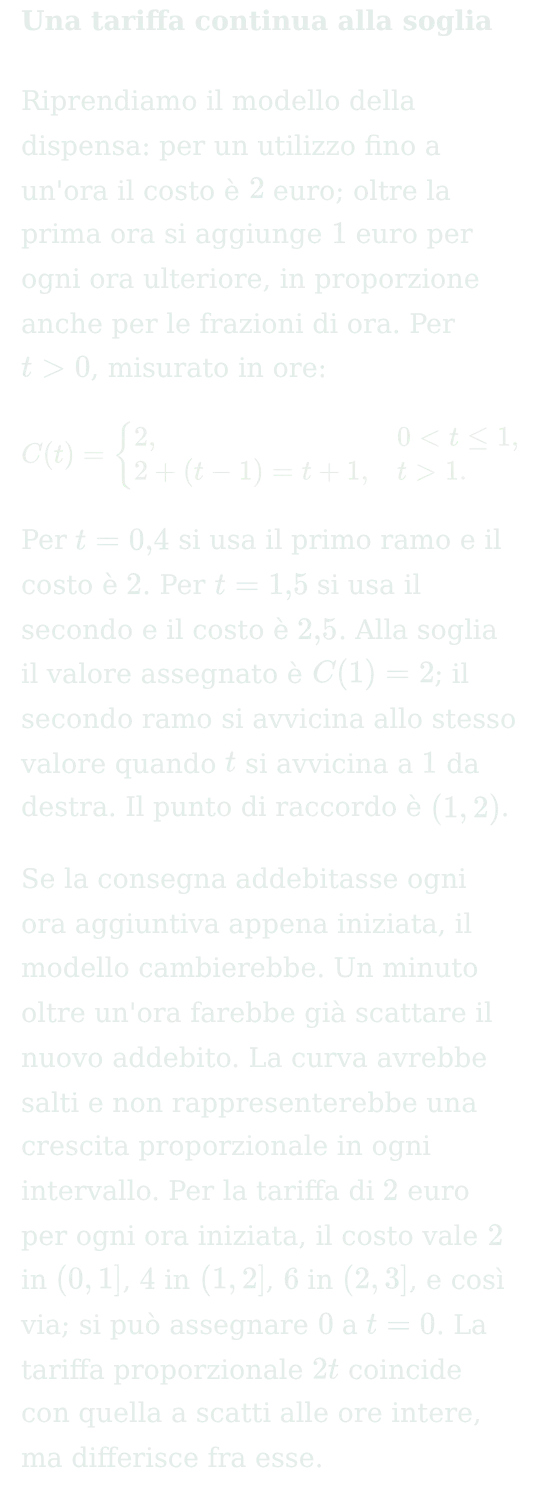 Una tariffa continua alla soglia
Riprendiamo il modello della
dispensa: per un utilizzo fino a
un'ora il costo è 2 euro; oltre la
prima ora si aggiunge 1 euro per
ogni ora ulteriore, in proporzione
anche per le frazioni di ora. Per
t > 0, misurato in ore:
C(t) = { 2, 0 < t ≤ 1,
2 + (t − 1) = t + 1, t > 1.
Per t = 0,4 si usa il primo ramo e il
costo è 2. Per t = 1,5 si usa il
secondo e il costo è 2,5. Alla soglia
il valore assegnato è C(1) = 2; il
secondo ramo si avvicina allo stesso
valore quando t si avvicina a 1 da
destra. Il punto di raccordo è (1, 2).
Se la consegna addebitasse ogni
ora aggiuntiva appena iniziata, il
modello cambierebbe. Un minuto
oltre un'ora farebbe già scattare il
nuovo addebito. La curva avrebbe
salti e non rappresenterebbe una
crescita proporzionale in ogni
intervallo. Per la tariffa di 2 euro
per ogni ora iniziata, il costo vale 2
in (0, 1], 4 in (1, 2], 6 in (2, 3], e così
via; si può assegnare 0 a t = 0. La
tariffa proporzionale 2t coincide
con quella a scatti alle ore intere,
ma differisce fra esse.